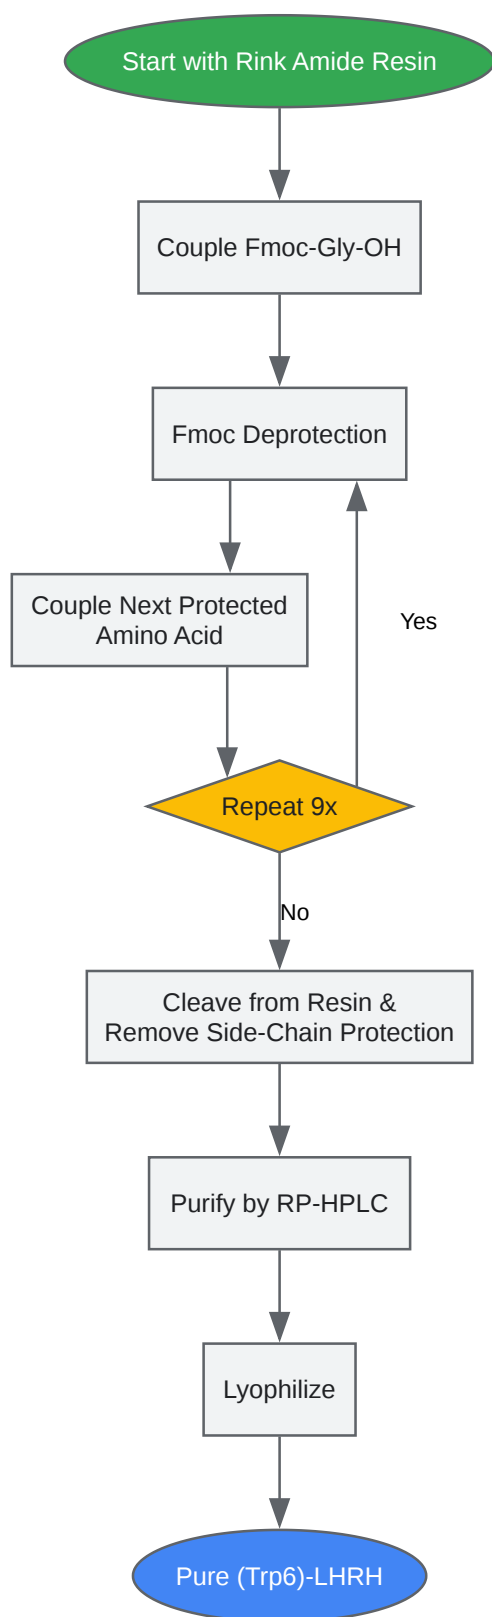 Start with Rink Amide Resin
Couple Fmoc-Gly-OH
Fmoc Deprotection
Couple Next Protected
Amino Acid
Yes
Repeat 9x
No
Cleave from Resin &
Remove Side-Chain Protection
Purify by RP-HPLC
Lyophilize
Pure (Trp6)-LHRH